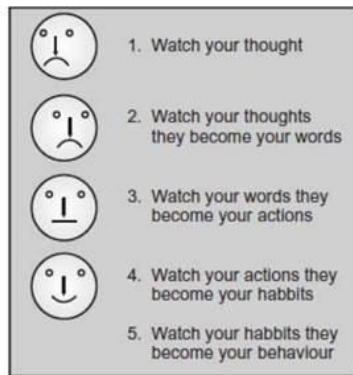 1. Watch your thought
2. Watch your thoughts
they become your words
3. Watch your words they
become your actions
4. Watch your actions they
become your habbits
5. Watch your habbits they
become your behaviour